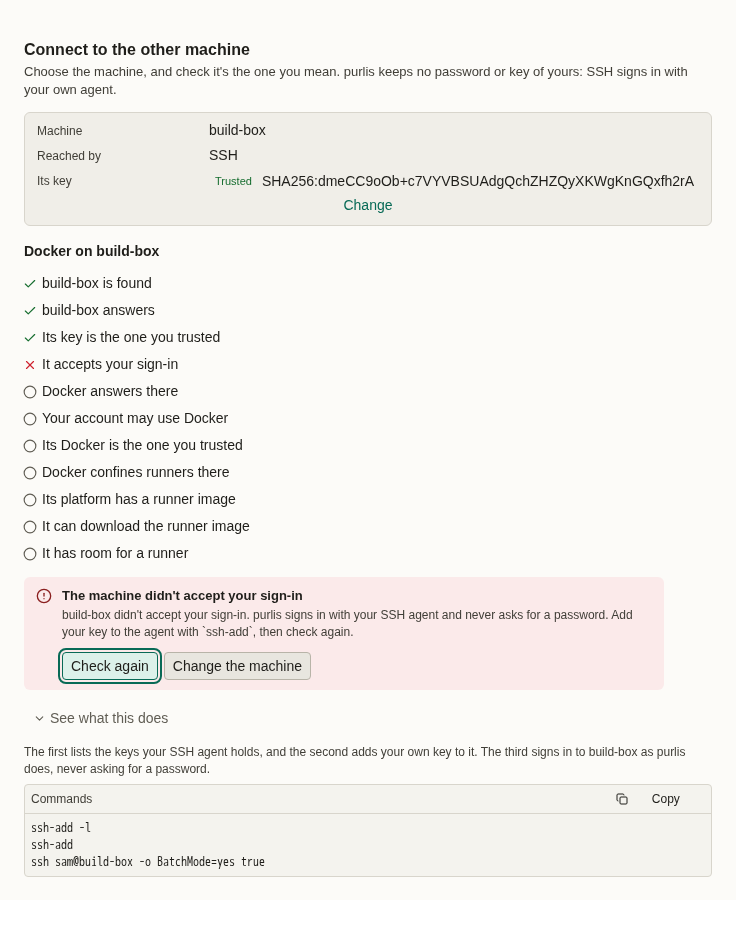 Connect to the other machine
Choose the machine, and check it's the one you mean. purlis keeps no password or key of yours: SSH signs in with
your own agent.
Machine build-box
Reached by SSH
Its key Trusted SHA256:dmeCC9oOb+c7VYVBSUAdgQchZHZQyXKWgKnGQxfh2rA
Change
Docker on build-box
build-box is found
build-box answers
Its key is the one you trusted
It accepts your sign-in
Docker answers there
Your account may use Docker
Its Docker is the one you trusted
Docker confines runners there
Its platform has a runner image
It can download the runner image
It has room for a runner
The machine didn't accept your sign-in
build-box didn't accept your sign-in. purlis signs in with your SSH agent and never asks for a password. Add
your key to the agent with `ssh-add`, then check again.
Check again Change the machine
See what this does
The first lists the keys your SSH agent holds, and the second adds your own key to it. The third signs in to build-box as purlis
does, never asking for a password.
Commands Copy
ssh-add -l
ssh-add
ssh sam@build-box -o BatchMode=yes true